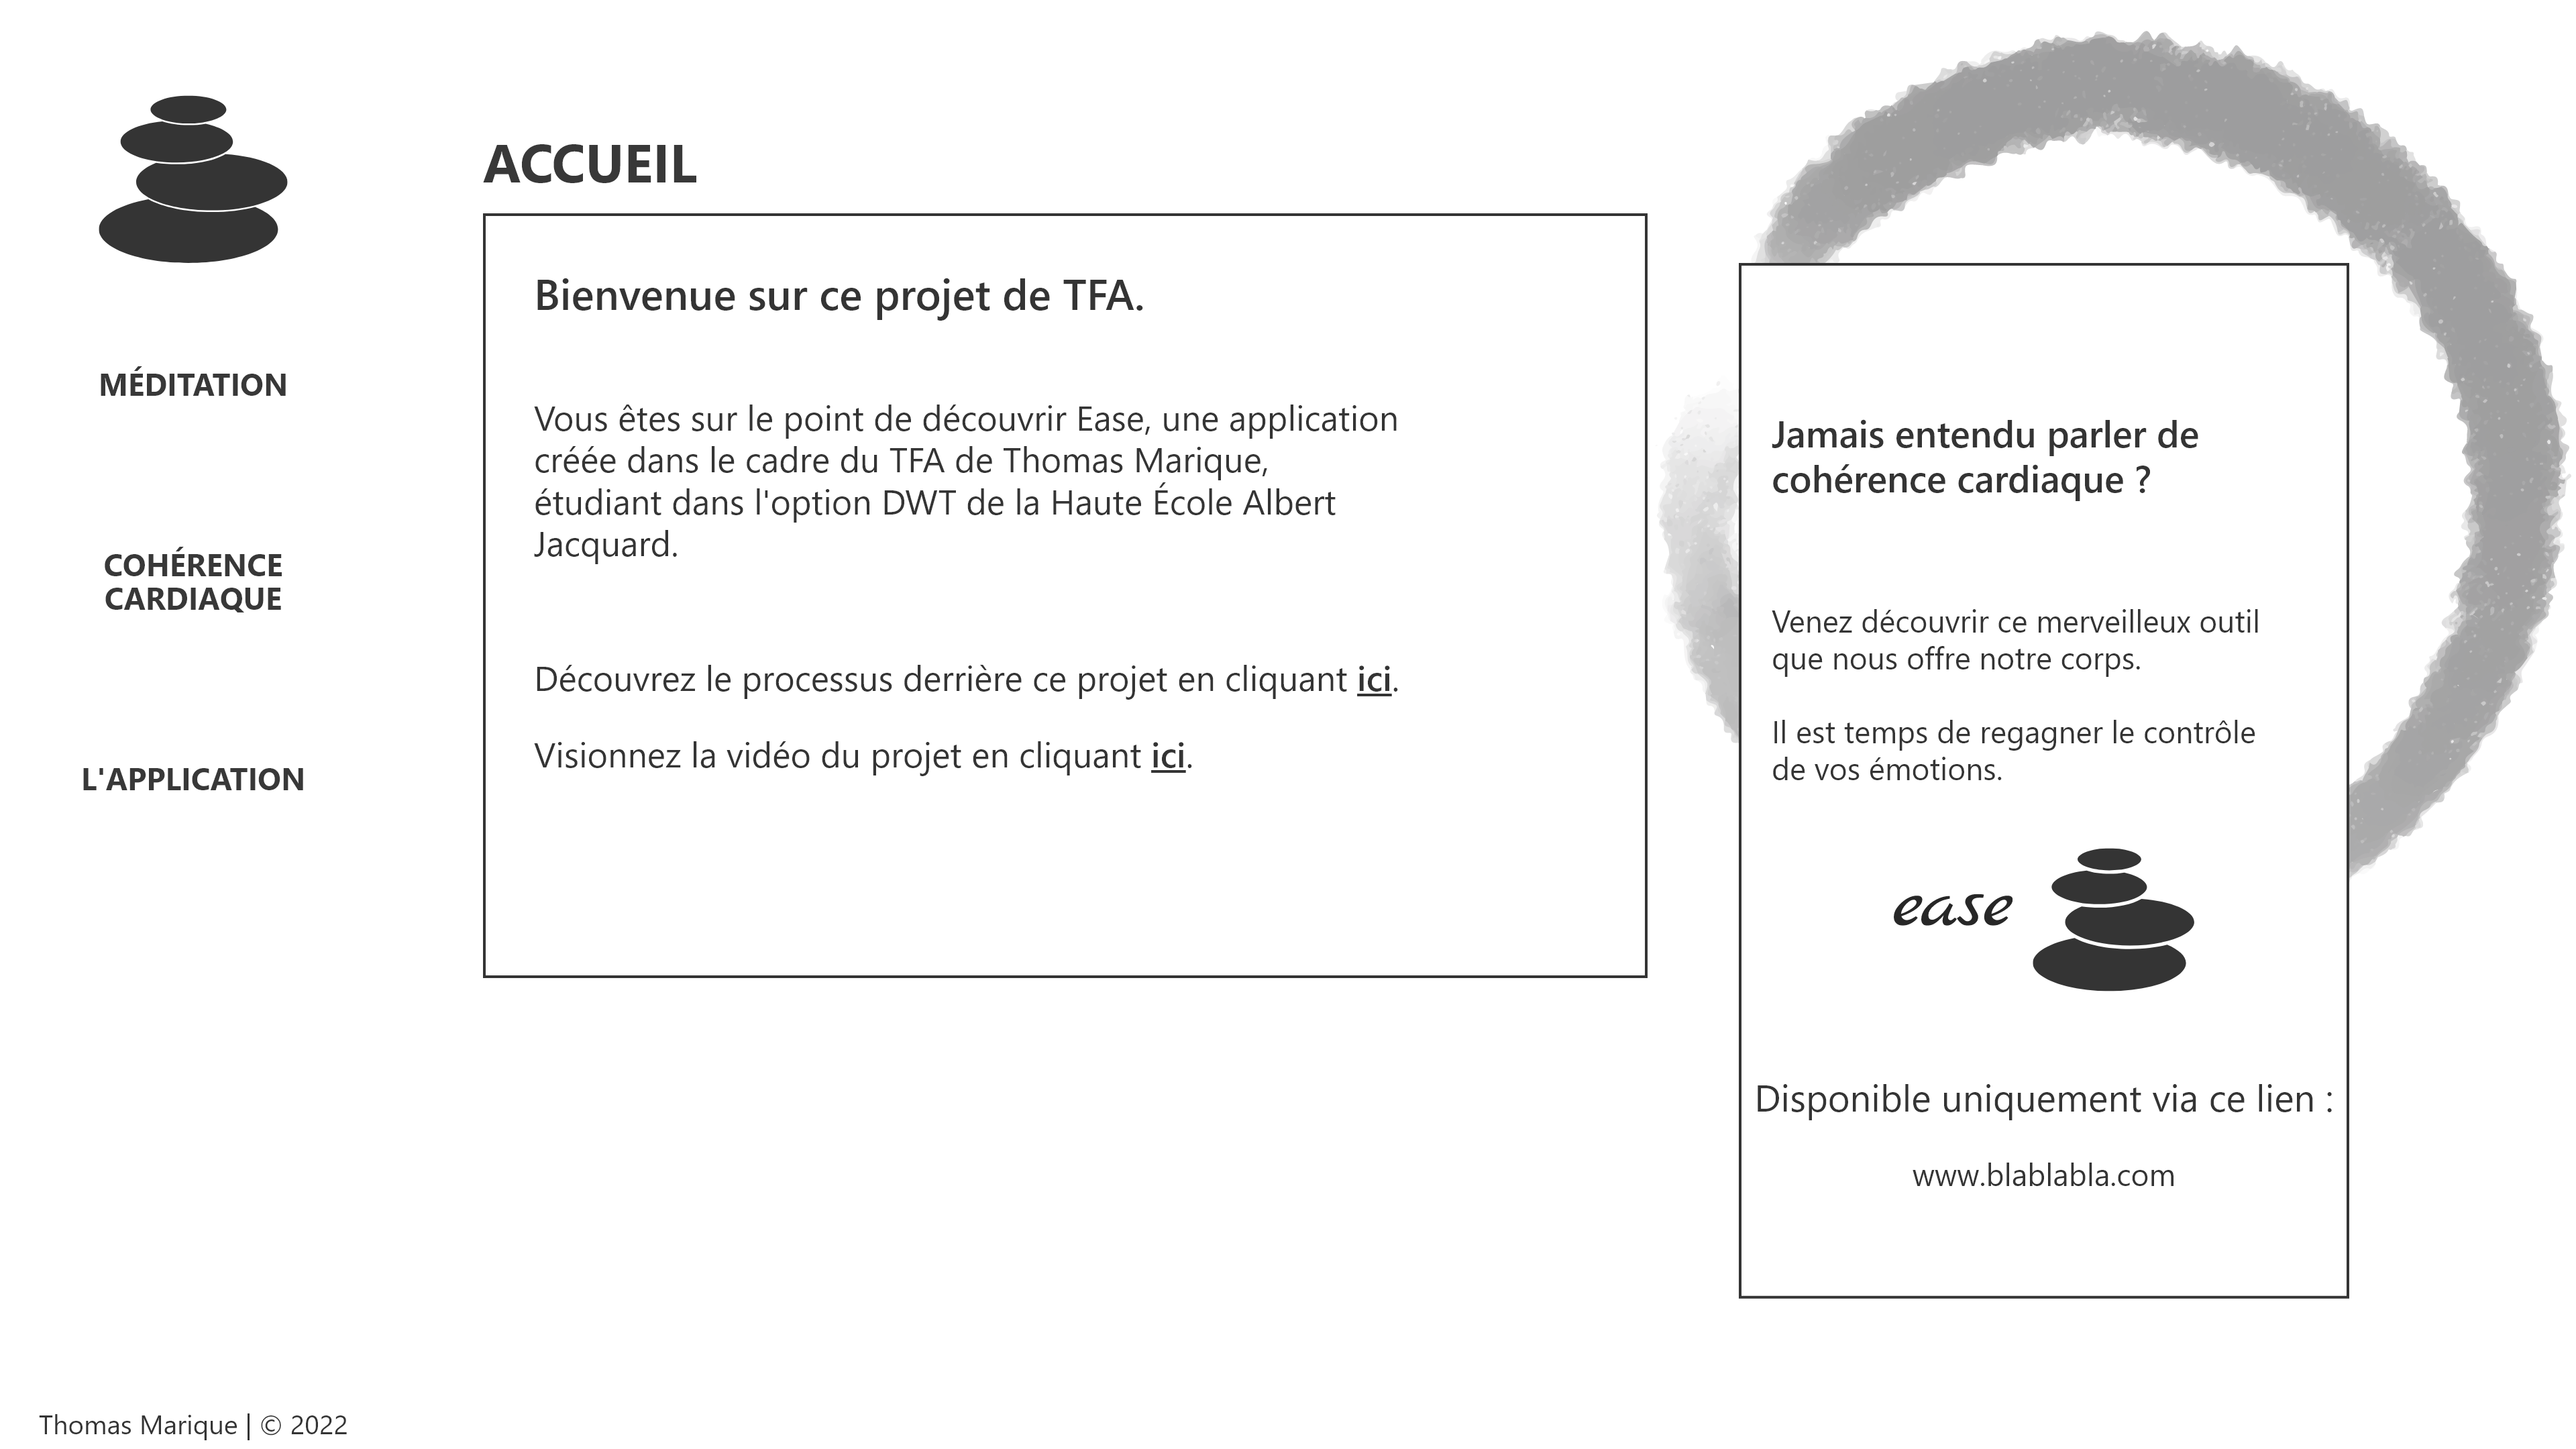 ACCUEIL
Bienvenue sur ce projet de TFA.
Vous êtes sur le point de découvrir Ease, une application
créée dans le cadre du TFA de Thomas Marique,
étudiant dans l'option DWT de la Haute École Albert
Jacquard.
Découvrez le processus derrière ce projet en cliquant ici.
Visionnez la vidéo du projet en cliquant ici.
MÉDITATION
COHÉRENCE
CARDIAQUE
L'APPLICATION
Jamais entendu parler de
cohérence cardiaque ?
Venez découvrir ce merveilleux outil
que nous offre notre corps.
Il est temps de regagner le contrôle
de vos émotions.
ease
Disponible uniquement via ce lien :
www.blablabla.com
Thomas Marique | © 2022